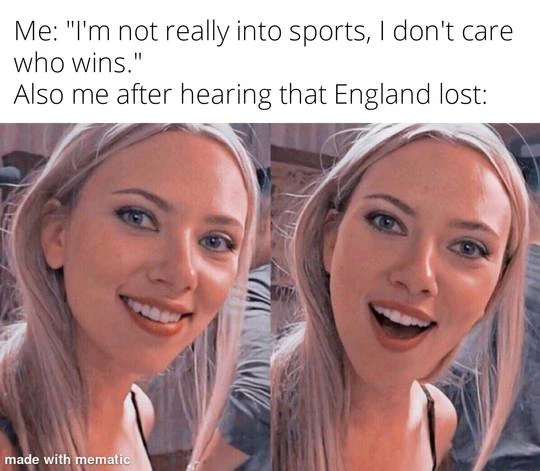 Me: "I'm not really into sports, I don't care
who wins."
Also me after hearing that England lost:
made with mematic